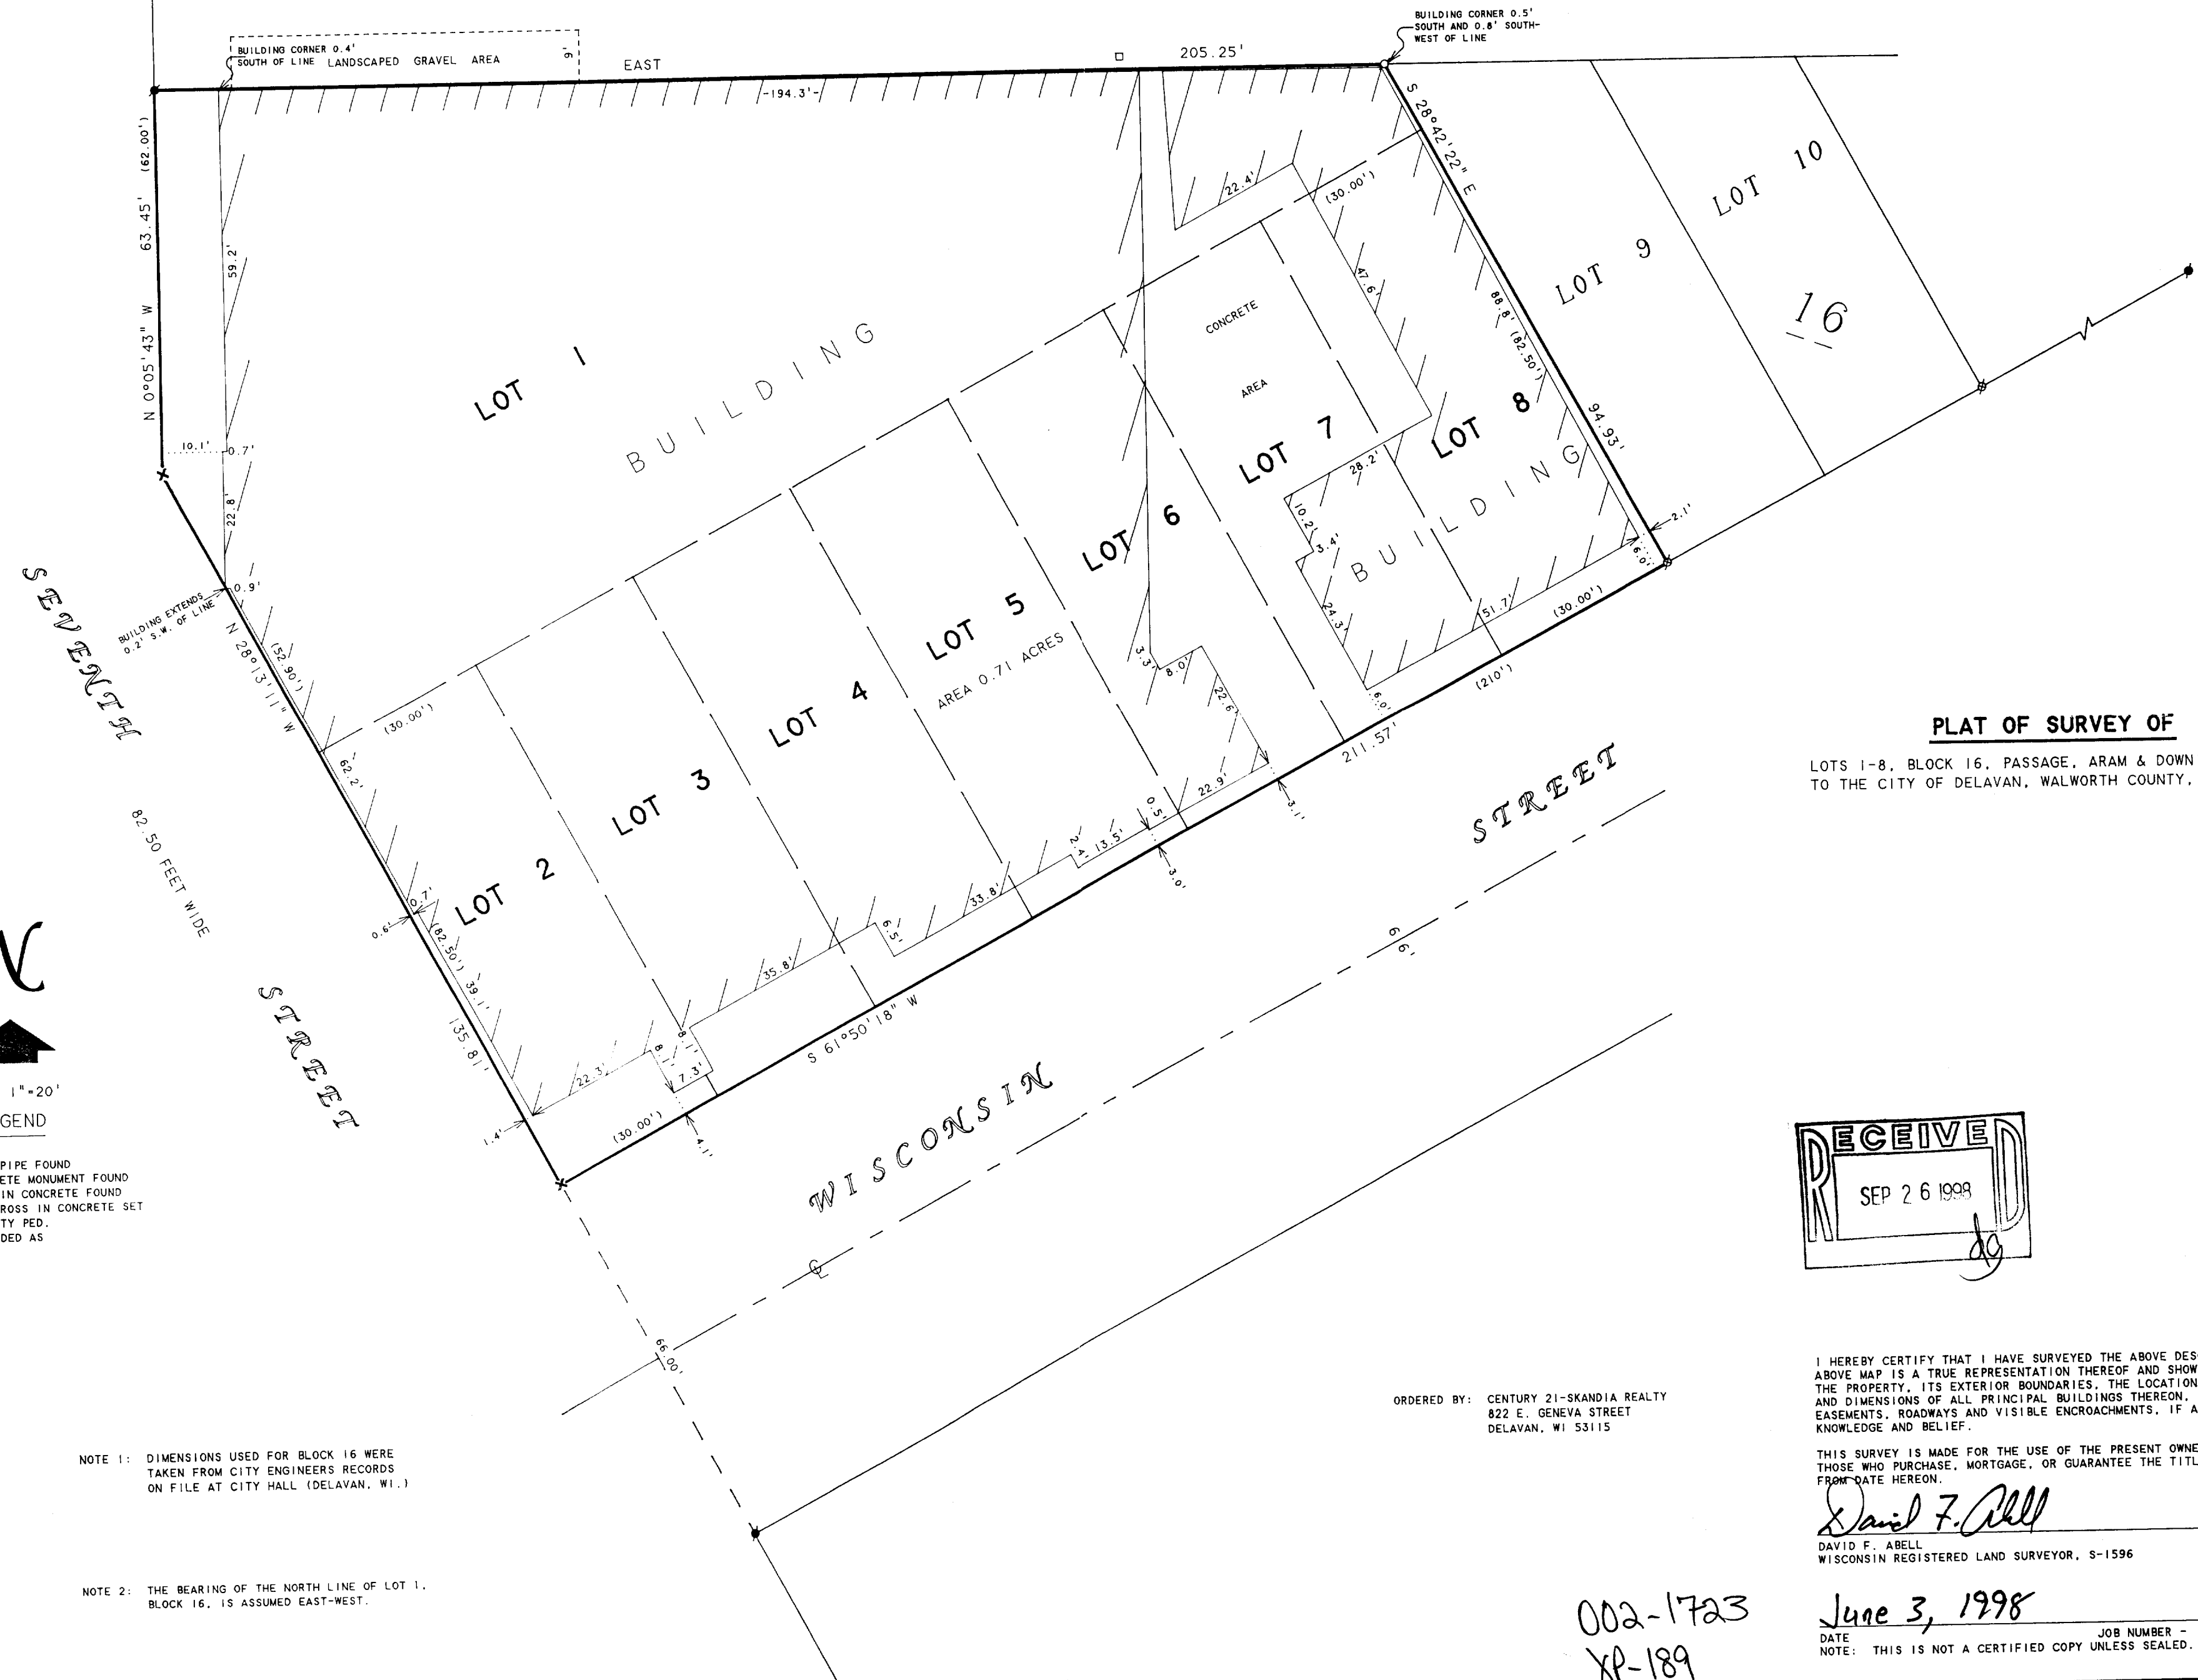 BUILDING CORNER 0.4'
SOUTH OF LINE
LANDSCAPED GRAVEL AREA
9'
EAST
205.25'
BUILDING CORNER 0.5'
SOUTH AND 0.8' SOUTH-
WEST OF LINE
-194.3'-
(62.00')
63.45'
N 0°05'43" W
59.2'
10.1'
0.7'
22.8'
0.9'
BUILDING EXTENDS
0.2' S.W. OF LINE
N 28°13'11" W
(52.90')
62.2'
0.7'
0.6'
(82.50')
39.1'
135.81'
1.4'
S 28°42'22" E
22.4'
(30.00')
47.6'
88.8'
(82.50')
94.93'
2.1'
6.0'
LOT 10
LOT 9
16
LOT 1
BUILDING
CONCRETE
AREA
LOT 8
LOT 7
28.2'
10.2'
3.4'
24.3'
BUILDING
51.7'
(30.00')
(210')
6.0'
LOT 6
LOT 5
AREA 0.71 ACRES
LOT 4
LOT 3
LOT 2
(30.00')
3.3'
8.0'
22.6'
22.9'
3.1'
211.57'
0.5'
13.5'
2.4'
3.0'
33.8'
6.5'
35.8'
8.1'
8.1'
7.3'
22.3'
(30.00')
4.1'
S 61°50'18" W
SEVENTH
82.50 FEET WIDE
STREET
WISCONSIN
STREET
66'
℄
66.00'
PLAT OF SURVEY OF
LOTS 1-8, BLOCK 16, PASSAGE, ARAM & DOWN
TO THE CITY OF DELAVAN, WALWORTH COUNTY,
1"=20'
GEND
PIPE FOUND
ETE MONUMENT FOUND
IN CONCRETE FOUND
ROSS IN CONCRETE SET
TY PED.
DED AS
RECEIVED
SEP 26 1998
dg
ORDERED BY: CENTURY 21-SKANDIA REALTY
822 E. GENEVA STREET
DELAVAN, WI 53115
NOTE 1: DIMENSIONS USED FOR BLOCK 16 WERE
TAKEN FROM CITY ENGINEERS RECORDS
ON FILE AT CITY HALL (DELAVAN, WI.)
NOTE 2: THE BEARING OF THE NORTH LINE OF LOT 1,
BLOCK 16, IS ASSUMED EAST-WEST.
I HEREBY CERTIFY THAT I HAVE SURVEYED THE ABOVE DES
ABOVE MAP IS A TRUE REPRESENTATION THEREOF AND SHOW
THE PROPERTY, ITS EXTERIOR BOUNDARIES, THE LOCATION
AND DIMENSIONS OF ALL PRINCIPAL BUILDINGS THEREON,
EASEMENTS, ROADWAYS AND VISIBLE ENCROACHMENTS, IF A
KNOWLEDGE AND BELIEF.
THIS SURVEY IS MADE FOR THE USE OF THE PRESENT OWNE
THOSE WHO PURCHASE, MORTGAGE, OR GUARANTEE THE TITL
FROM DATE HEREON.
David F. Abell
DAVID F. ABELL
WISCONSIN REGISTERED LAND SURVEYOR, S-1596
June 3, 1998
DATE
JOB NUMBER -
NOTE: THIS IS NOT A CERTIFIED COPY UNLESS SEALED.
002-1723
XP-189